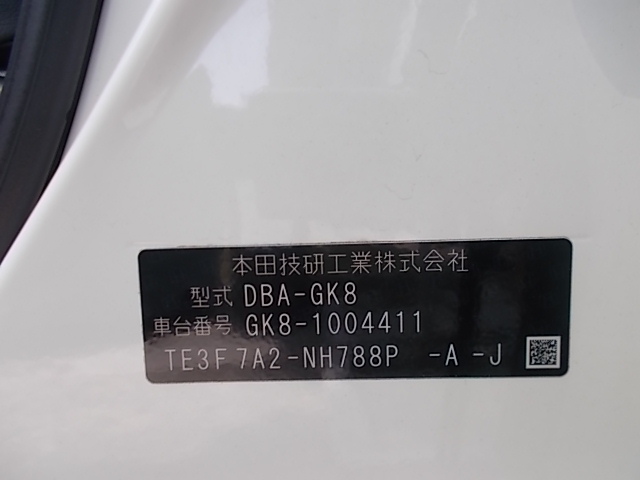 本田技研工業株式会社
型式 DBA-GK8
車台番号 GK8-1004411
TE3F 7A2-NH788P -A -J